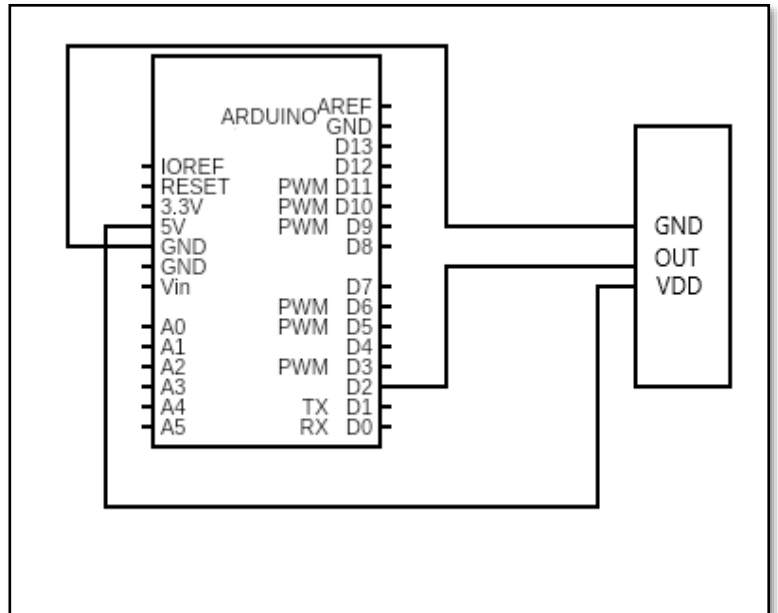 ARDUINO
AREF
GND
D13
IOREF D12
RESET PWM D11
3.3V PWM D10
5V PWM D9
GND D8
GND
Vin D7
PWM D6
A0 PWM D5
A1 D4
A2 PWM D3
A3 D2
A4 TX D1
A5 RX D0
GND
OUT
VDD